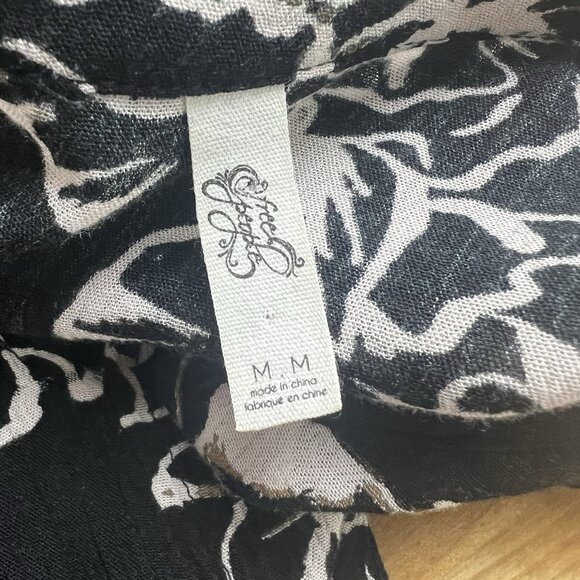 free
people
M . M
made in china
fabriqué en chine